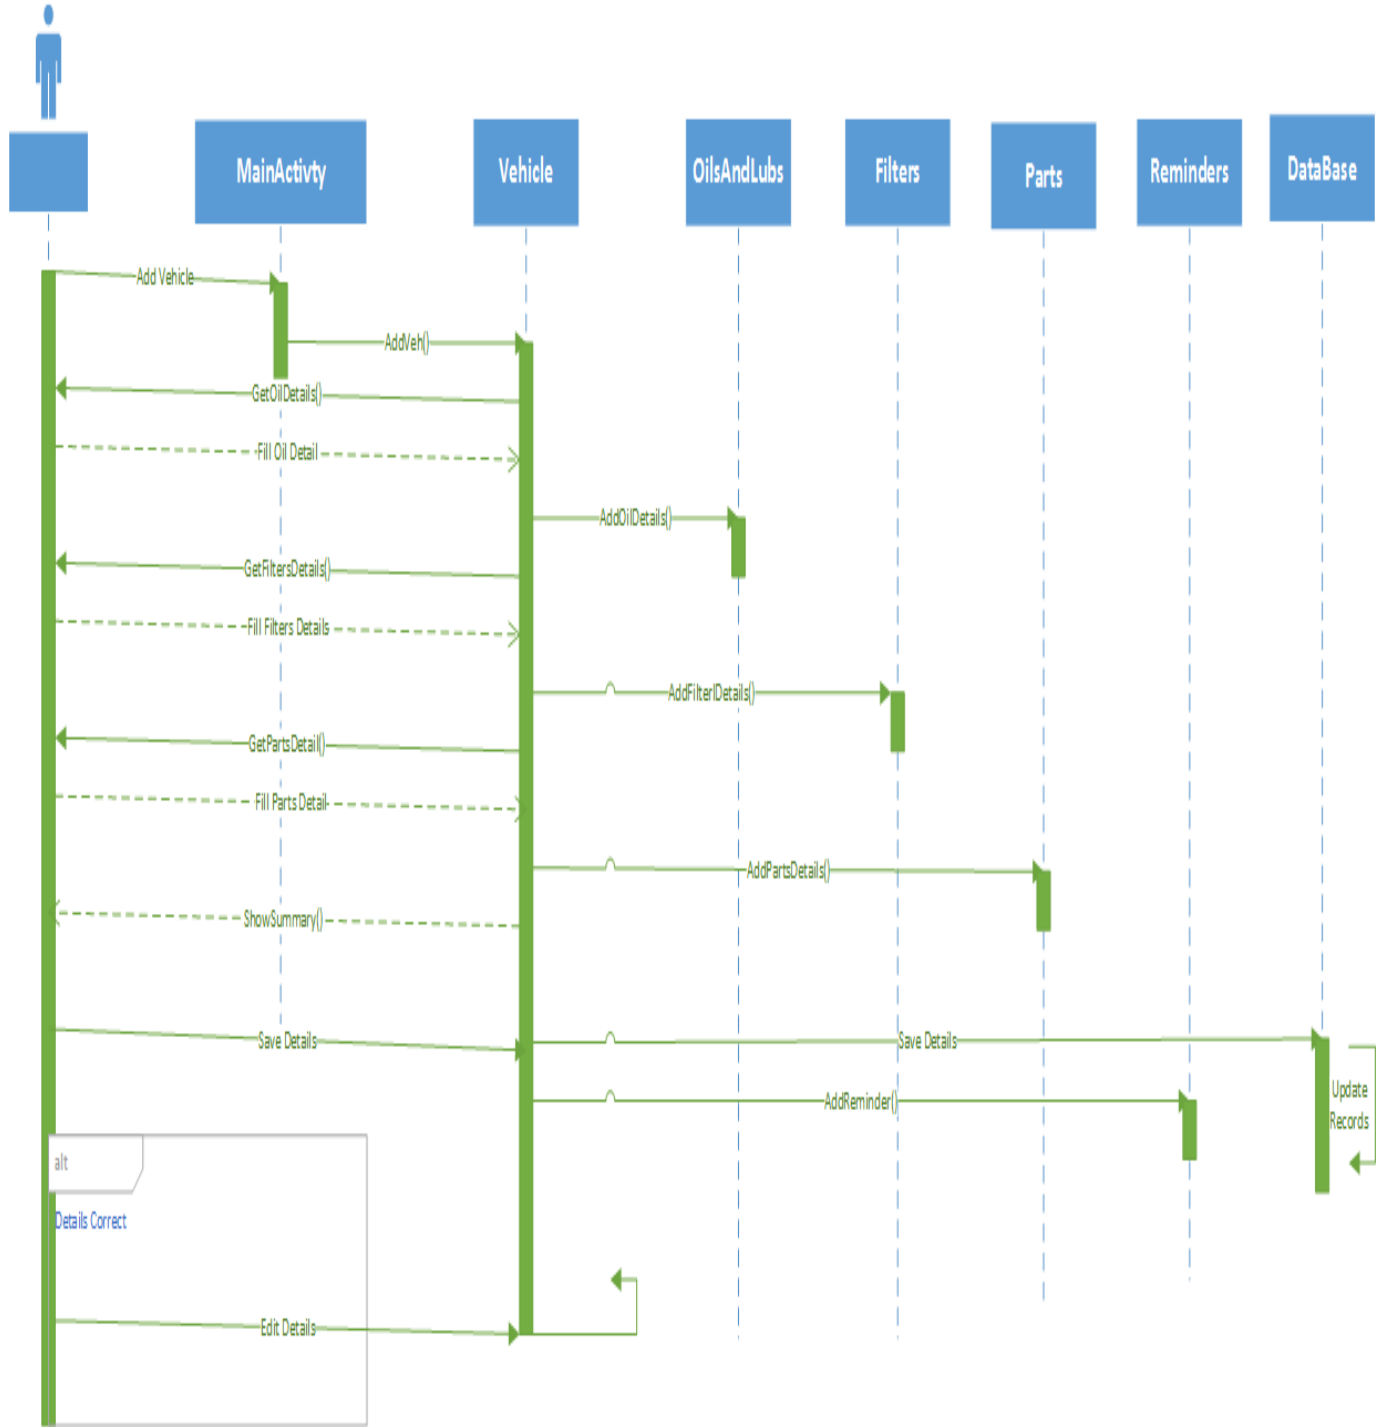 MainActivty
Vehicle
OilsAndLubs
Filters
Parts
Reminders
DataBase
Add Vehicle
AddVeh()
GetOilDetails()
Fill Oil Detail
AddOilDetails()
GetFiltersDetails()
Fill Filters Details
AddFilterlDetails()
GetPartsDetail()
Fill Parts Detail
AddPartsDetails()
ShowSummary()
Save Details
Save Details
Update
Records
AddReminder()
alt
Details Correct
Edit Details